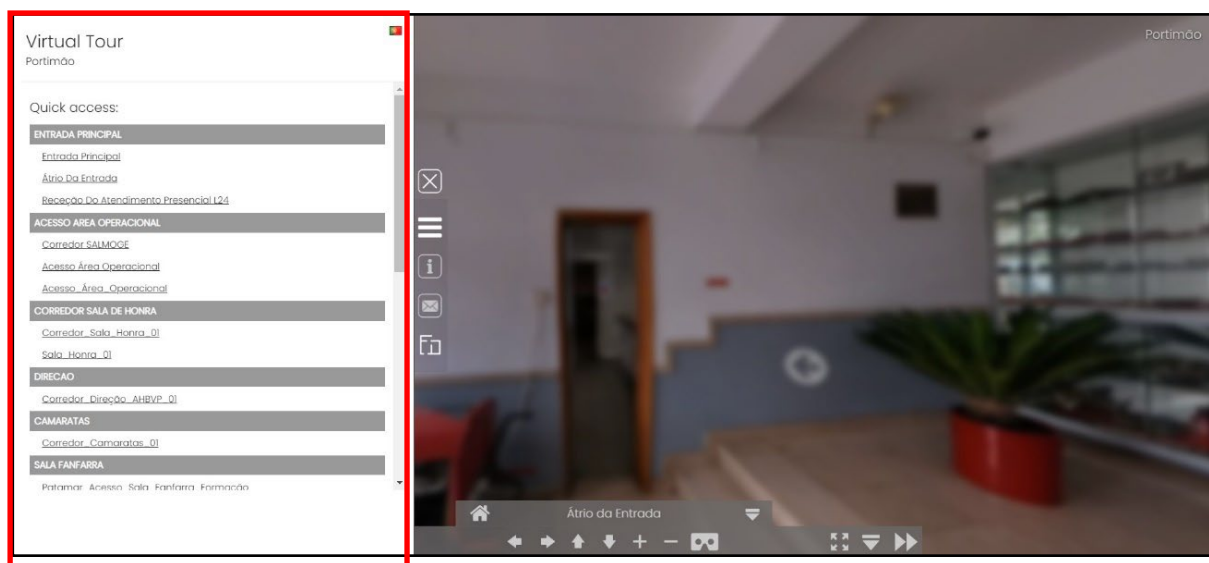 Virtual Tour
Portimão
Quick access:
ENTRADA PRINCIPAL
Entrada Principal
Átrio Da Entrada
Receção Do Atendimento Presencial L24
ACESSO AREA OPERACIONAL
Corredor SALMOGE
Acesso Área Operacional
Acesso_Área_Operacional
CORREDOR SALA DE HONRA
Corredor_Sala_Honra_01
Sala_Honra_01
DIRECAO
Corredor_Direção_AHBVP_01
CAMARATAS
Corredor_Camaratas_01
SALA FANFARRA
Patamar_Acesso_Sala_Fanfarra_Formação
Portimão
Átrio da Entrada